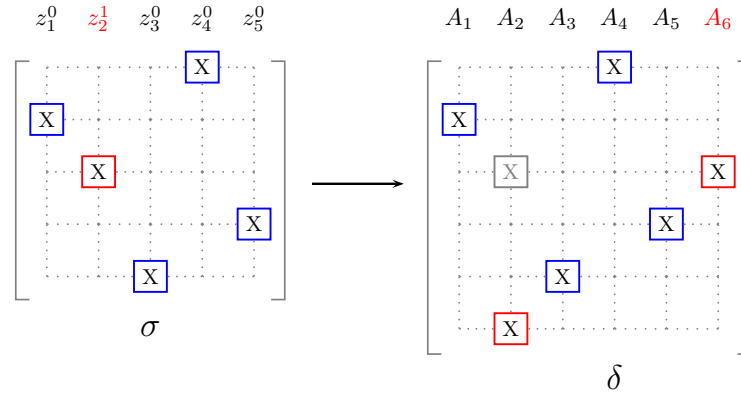 z_1^0 z_2^1 z_3^0 z_4^0 z_5^0 A_1 A_2 A_3 A_4 A_5 A_6
X X
X X
X X X
X X
X X
X
σ
δ